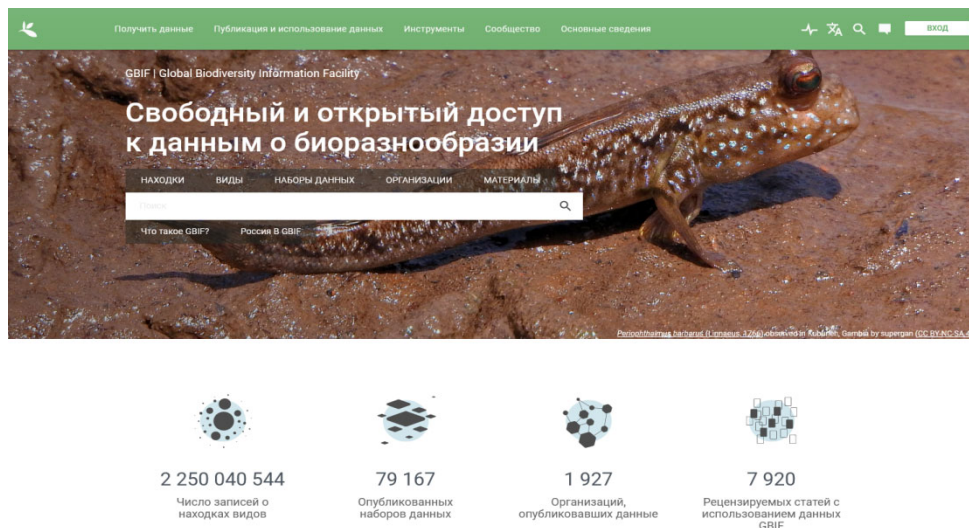 Получить данные Публикация и использование данных Инструменты Сообщество Основные сведения ВХОД
GBIF | Global Biodiversity Information Facility
Свободный и открытый доступ
к данным о биоразнообразии
НАХОДКИ ВИДЫ НАБОРЫ ДАННЫХ ОРГАНИЗАЦИИ МАТЕРИАЛЫ
Поиск
Что такое GBIF? Россия в GBIF
Periophthalmus barbarus (Linnaeus, 1766) observed in Kubuneh, Gambia by supergan (CC BY-NC-SA
2 250 040 544 79 167 1 927 7 920
Число записей о Опубликованных Организаций, Рецензируемых статей с
находках видов наборов данных опубликовавших данные использованием данных
GBIF